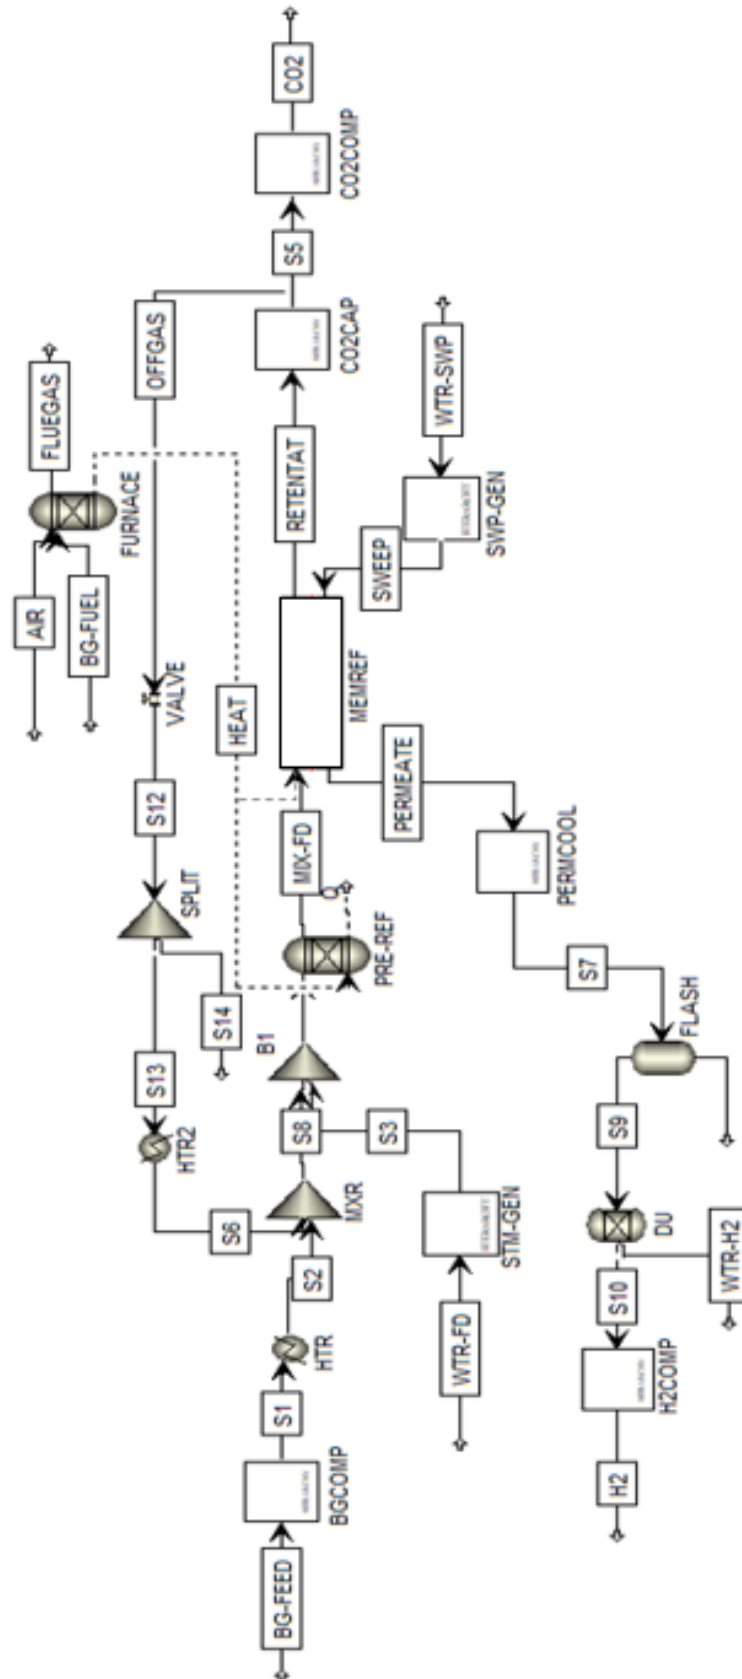 AIR
BG-FUEL
FURNACE
FLUEGAS
S13
S12
VALVE
OFFGAS
HTR2
SPLIT
S14
HEAT
S6
BG-FEED
BGCOMP
S1
HTR
S2
MXR
S8
B1
PRE-REF
Q
MIX-FD
MEMREF
RETENTAT
CO2CAP
S5
CO2COMP
CO2
WTR-FD
STM-GEN
S3
PERMEATE
SWEEP
SWP-GEN
WTR-SWP
PERMCOOL
S7
FLASH
S9
DU
WTR-H2
S10
H2COMP
H2